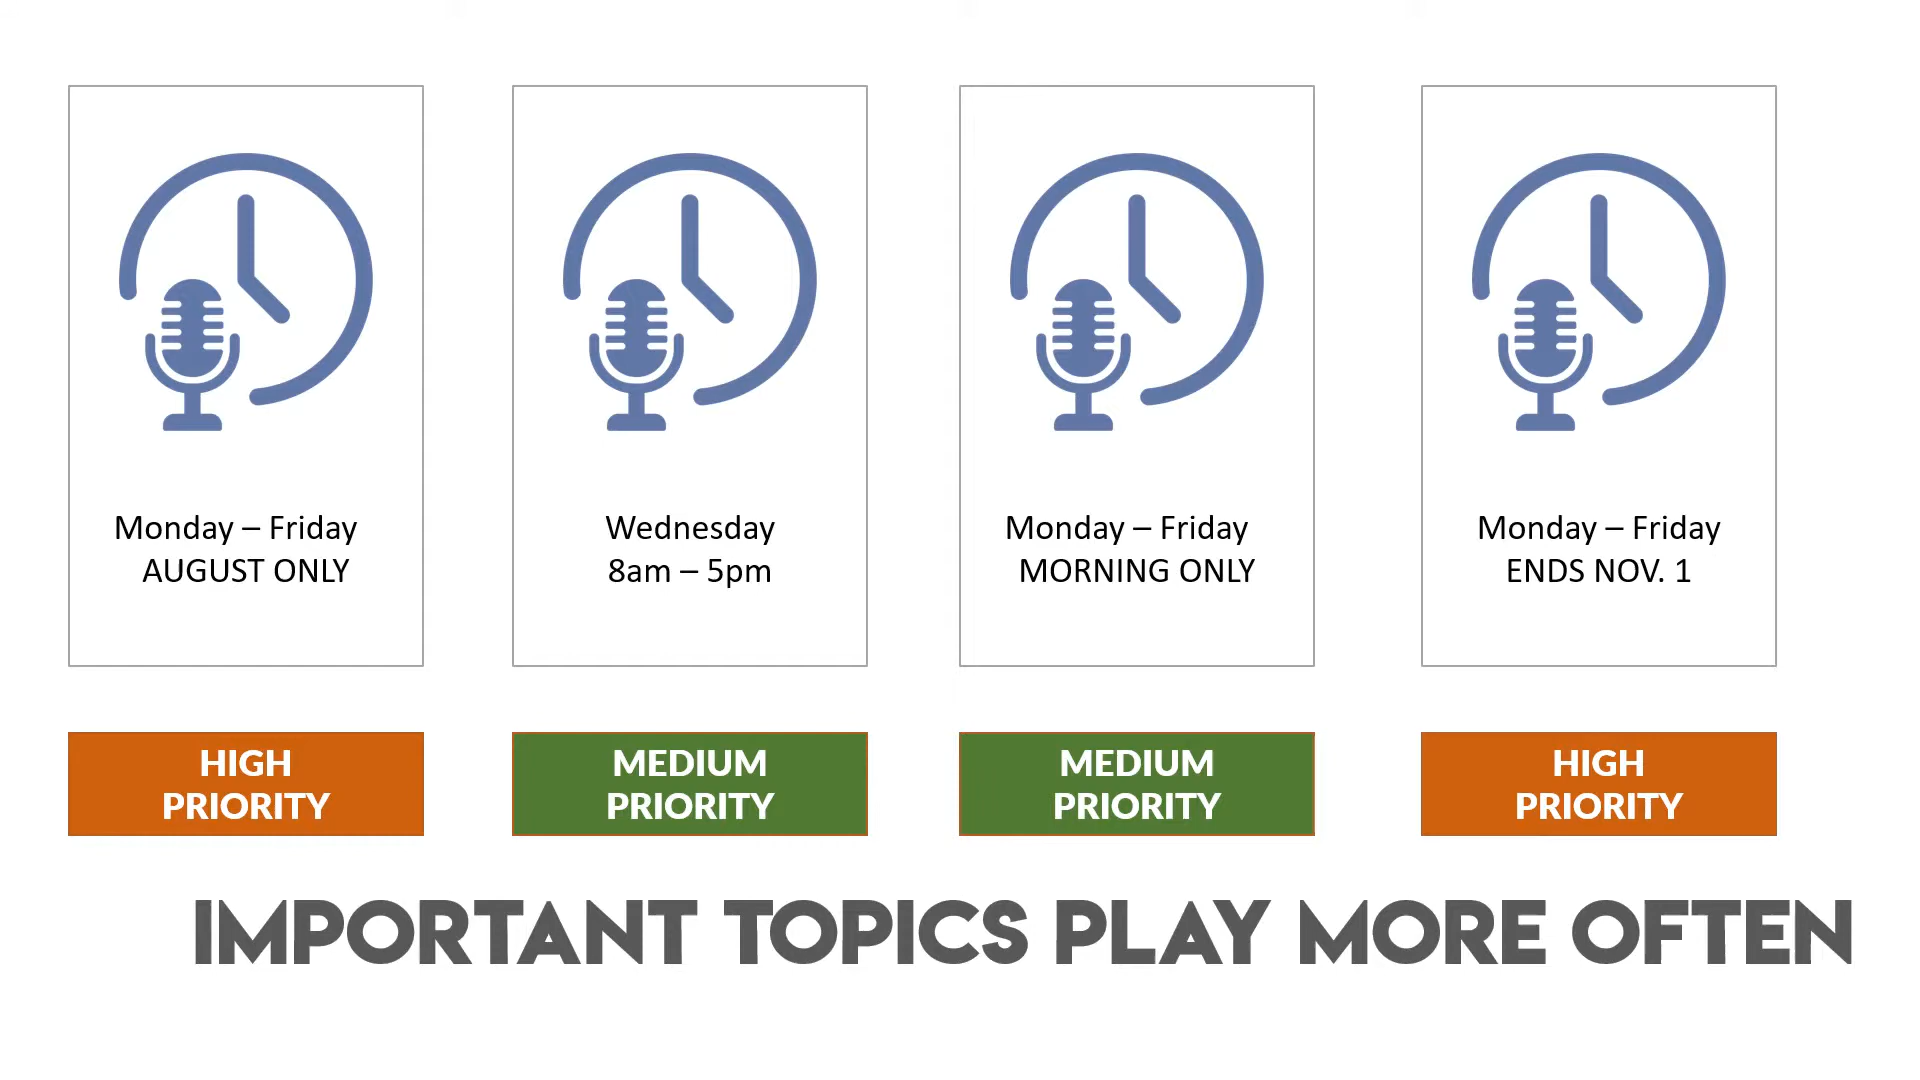 Monday – Friday
AUGUST ONLY
Wednesday
8am – 5pm
Monday – Friday
MORNING ONLY
Monday – Friday
ENDS NOV. 1
HIGH
PRIORITY
MEDIUM
PRIORITY
MEDIUM
PRIORITY
HIGH
PRIORITY
IMPORTANT TOPICS PLAY MORE OFTEN